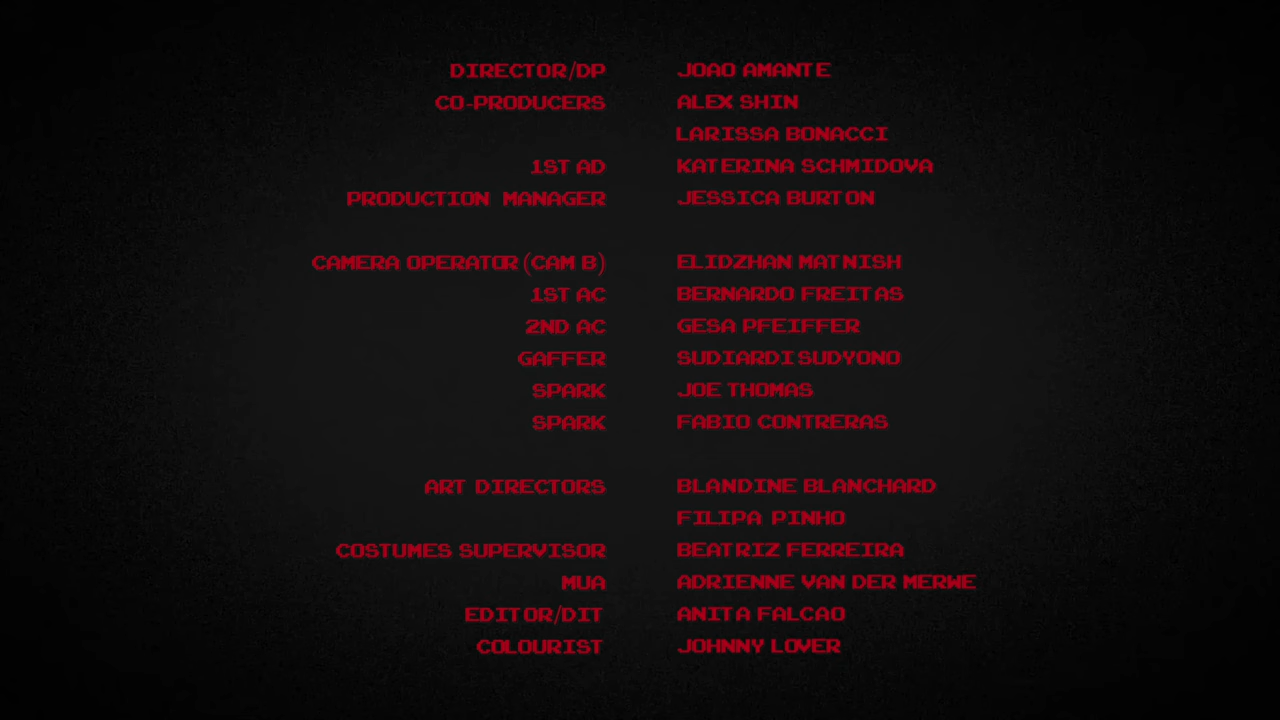 DIRECTOR/DP JOAO AMANTE
CO-PRODUCERS ALEX SHIN
LARISSA BONACCI
1ST AD KATERINA SCHMIDOVA
PRODUCTION MANAGER JESSICA BURTON
CAMERA OPERATOR (CAM B) ELIDZHAN MATNISH
1ST AC BERNARDO FREITAS
2ND AC GESA PFEIFFER
GAFFER SUDIARDI SUDYONO
SPARK JOE THOMAS
SPARK FABIO CONTRERAS
ART DIRECTORS BLANDINE BLANCHARD
FILIPA PINHO
COSTUMES SUPERVISOR BEATRIZ FERREIRA
MUA ADRIENNE VAN DER MERWE
EDITOR/DIT ANITA FALCAO
COLOURIST JOHNNY LOVER